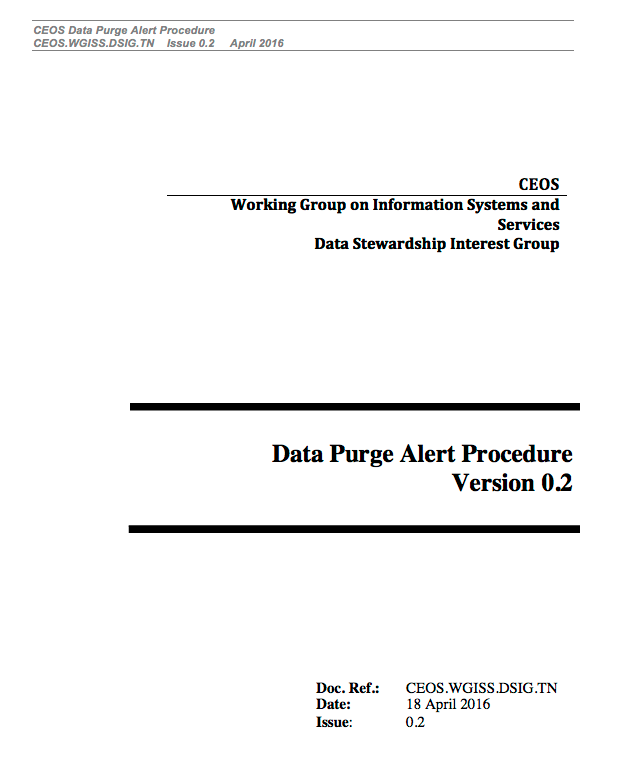 CEOS Data Purge Alert Procedure
CEOS.WGISS.DSIG.TN Issue 0.2 April 2016
CEOS
Working Group on Information Systems and
Services
Data Stewardship Interest Group
Data Purge Alert Procedure
Version 0.2
Doc. Ref.: CEOS.WGISS.DSIG.TN
Date: 18 April 2016
Issue: 0.2